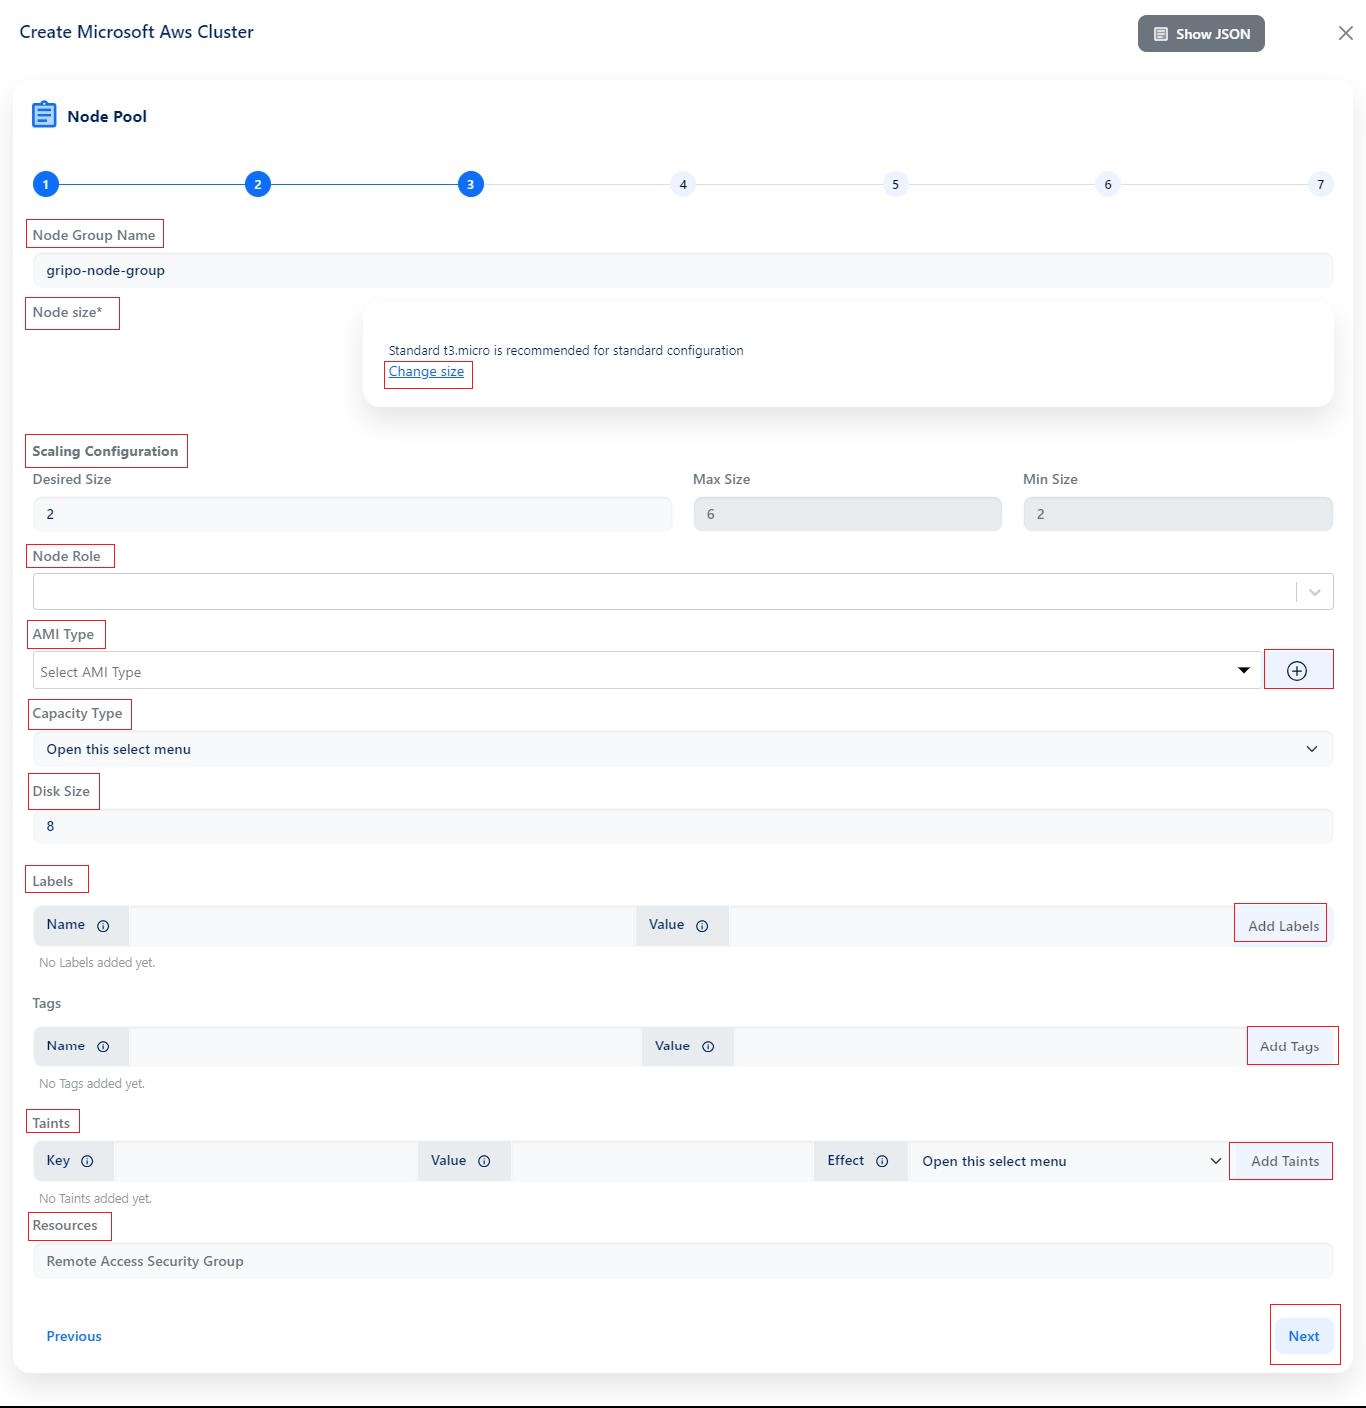 Create Microsoft Aws Cluster
Show JSON
Node Pool
1 2 3 4 5 6 7
Node Group Name
gripo-node-group
Node size*
Standard t3.micro is recommended for standard configuration
Change size
Scaling Configuration
Desired Size Max Size Min Size
2 6 2
Node Role
AMI Type
Select AMI Type
Capacity Type
Open this select menu
Disk Size
8
Labels
Name Value Add Labels
No Labels added yet.
Tags
Name Value Add Tags
No Tags added yet.
Taints
Key Value Effect Open this select menu Add Taints
No Taints added yet.
Resources
Remote Access Security Group
Previous Next